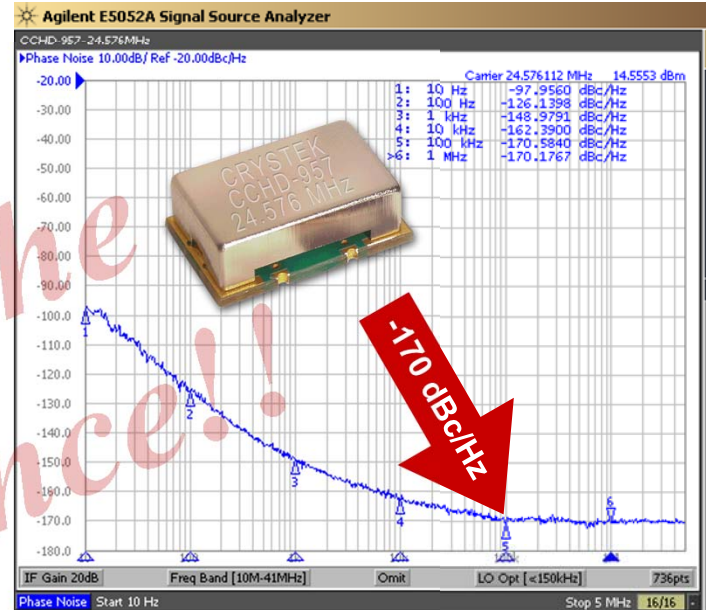 Agilent E5052A Signal Source Analyzer
CCHD-957-24.576MHz
▶Phase Noise 10.00dB/ Ref -20.00dBc/Hz
Carrier 24.576112 MHz 14.5553 dBm
1: 10 Hz -97.9560 dBc/Hz
2: 100 Hz -126.1398 dBc/Hz
3: 1 kHz -148.9791 dBc/Hz
4: 10 kHz -162.3900 dBc/Hz
5: 100 kHz -170.5840 dBc/Hz
>6: 1 MHz -170.1767 dBc/Hz
-20.00
-30.00
-40.00
-50.00
-60.00
-70.00
-80.00
-90.00
-100.0
-110.0
-120.0
-130.0
-140.0
-150.0
-160.0
-170.0
-180.0
CRYSTEK
CCHD-957
24.576 MHz
-170 dBc/Hz
he
nce!!
1
2
3
4
5
6
IF Gain 20dB
Freq Band [10M-41MHz]
Omit
LO Opt [<150kHz]
736pts
Phase Noise Start 10 Hz
Stop 5 MHz 16/16